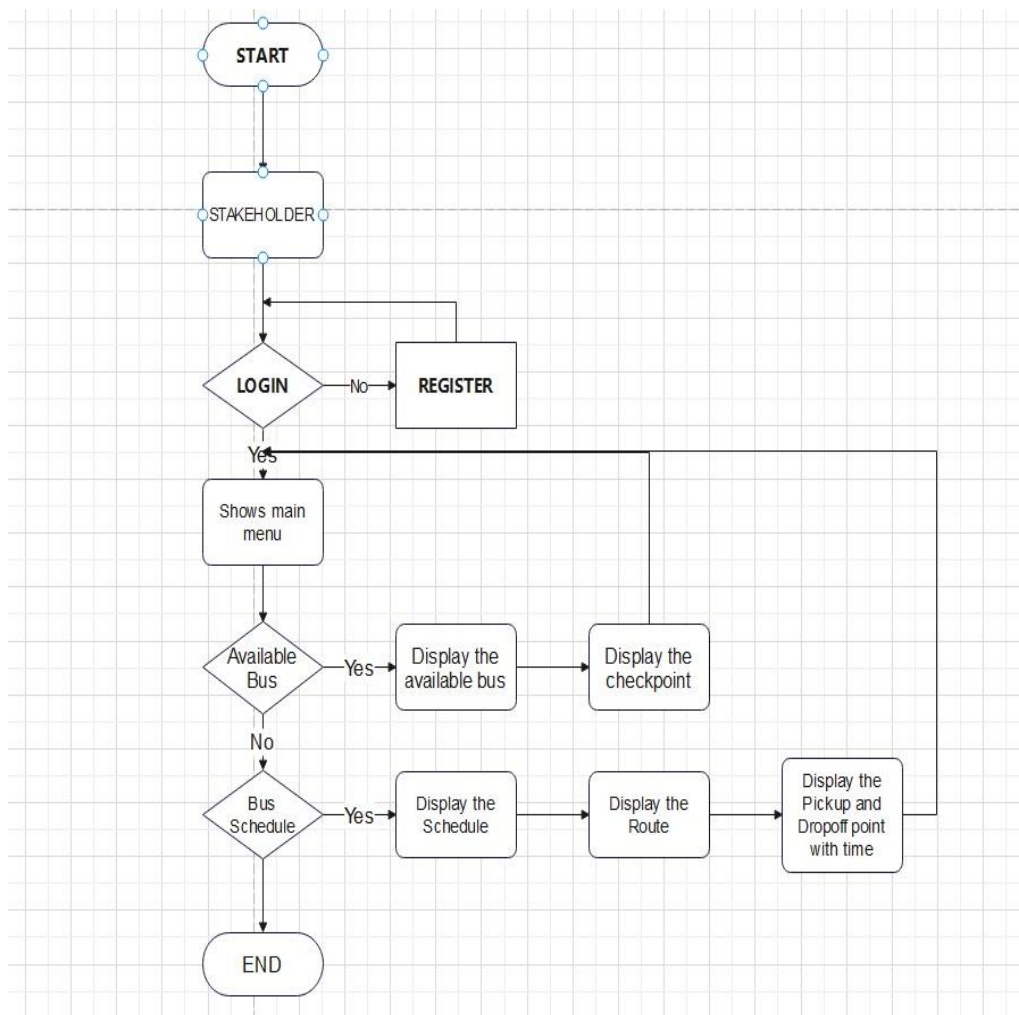 START
STAKEHOLDER
LOGIN
No
REGISTER
Yes
Shows main
menu
Available
Bus
Yes
Display the
available bus
Display the
checkpoint
No
Bus
Schedule
Yes
Display the
Schedule
Display the
Route
Display the
Pickup and
Dropoff point
with time
END